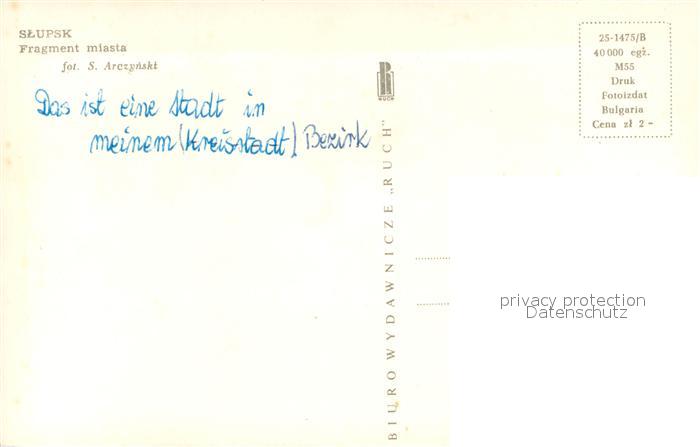 SŁUPSK
Fragment miasta
fot. S. Arczyński
Das ist eine Stadt in
meinem (Kreisstadt) Bezirk
RUCH
BIURO WYDAWNICZE „RUCH"
25-1475/B
40 000 egz.
M55
Druk
Fotoizdat
Bulgaria
Cena zł 2 -
privacy protection
Datenschutz